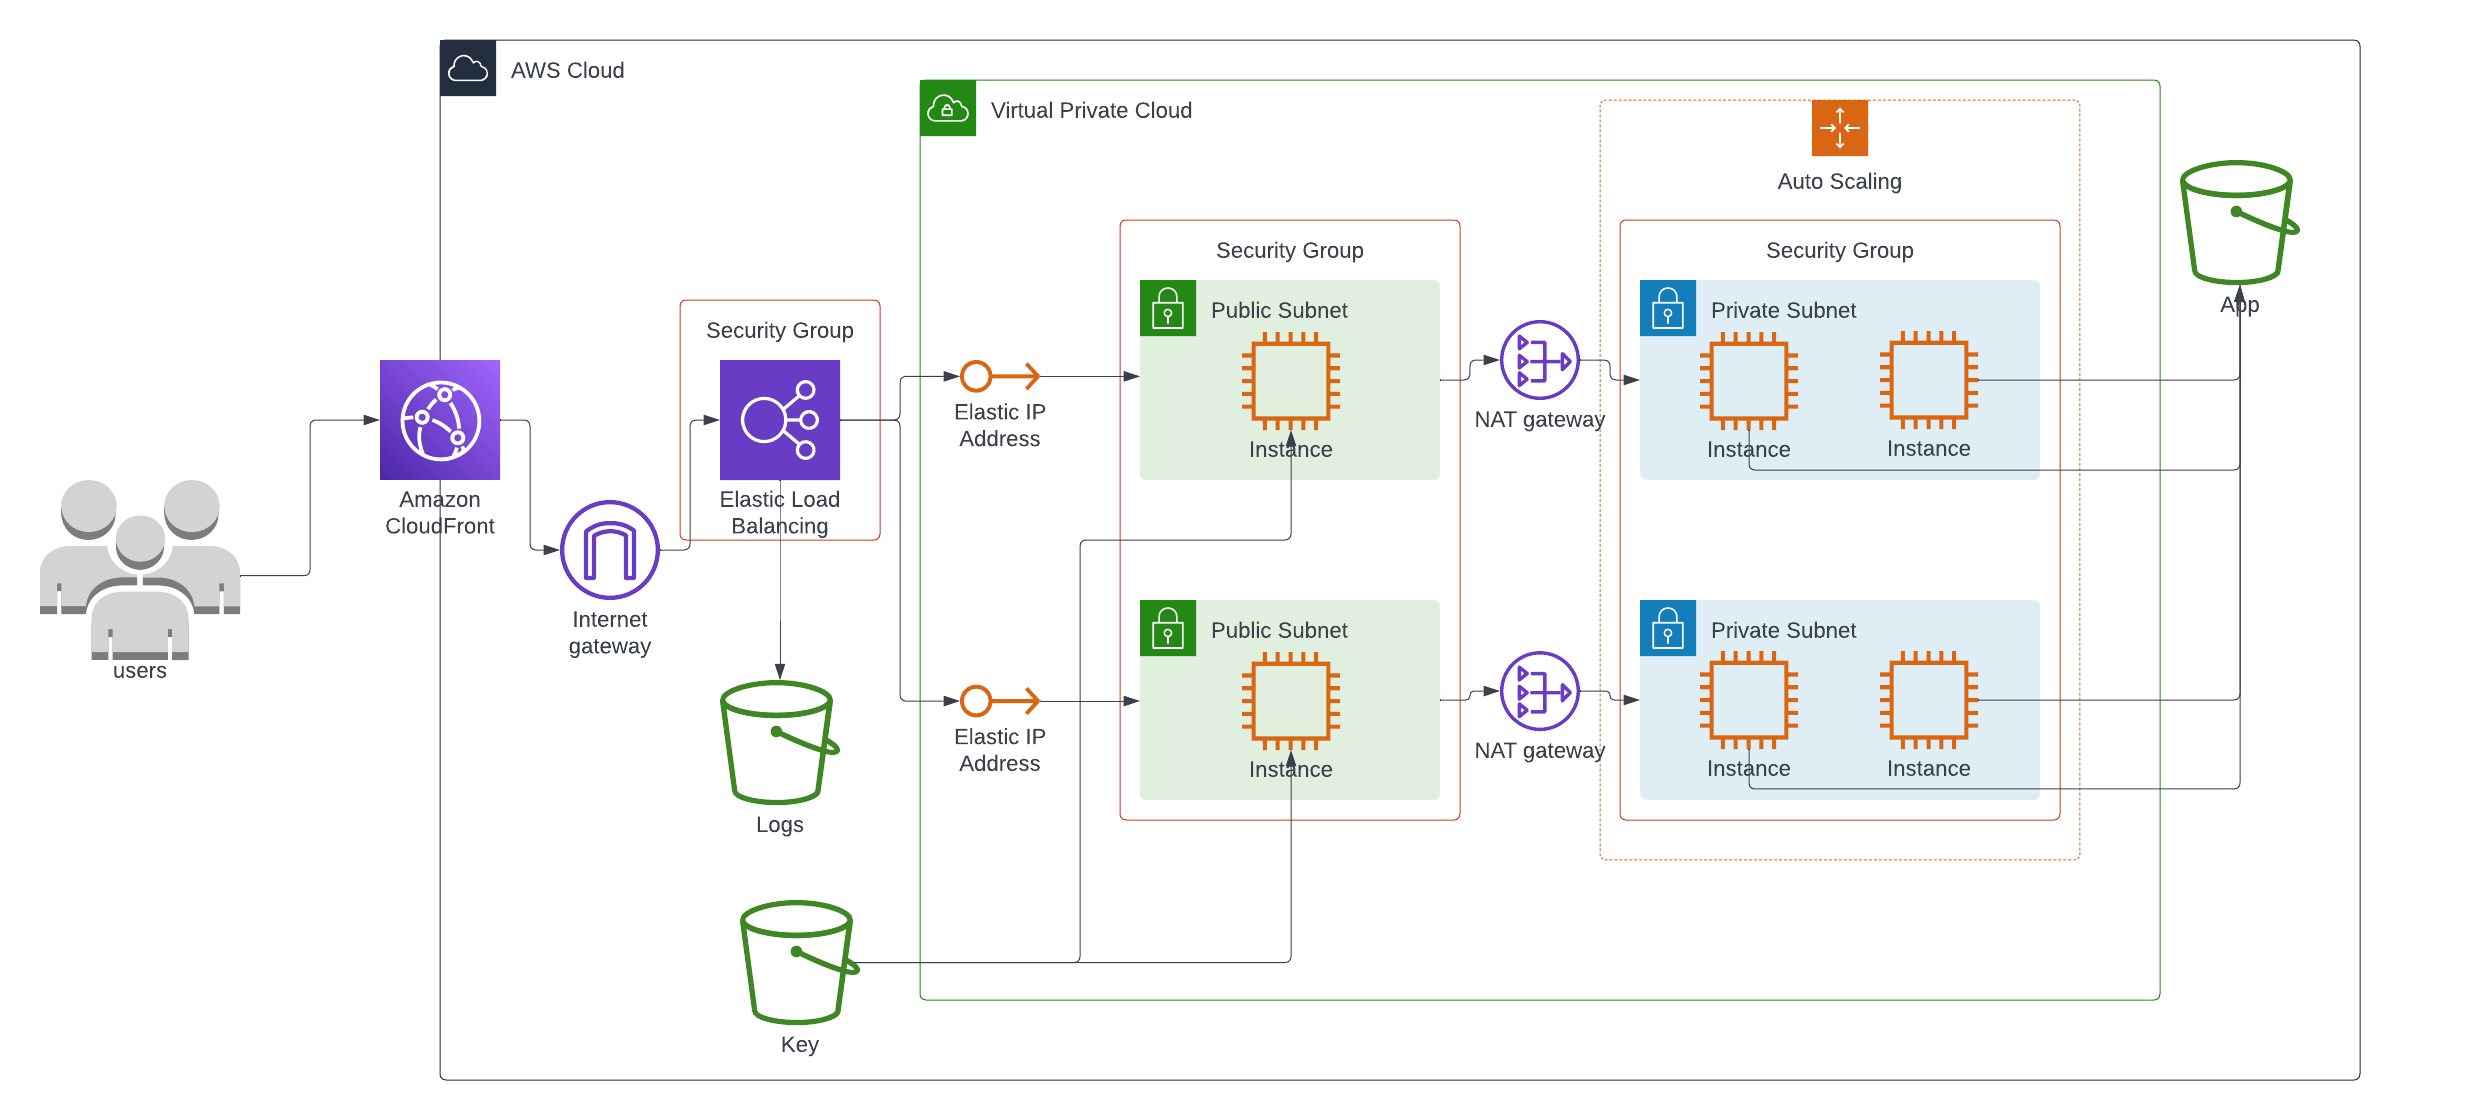 AWS Cloud
Virtual Private Cloud
Auto Scaling
Security Group
Security Group
Security Group
Public Subnet
Private Subnet
App
Elastic IP
Address
NAT gateway
Instance
Instance
Instance
Amazon
CloudFront
Elastic Load
Balancing
Internet
gateway
users
Public Subnet
Private Subnet
Elastic IP
Address
NAT gateway
Instance
Instance
Instance
Logs
Key